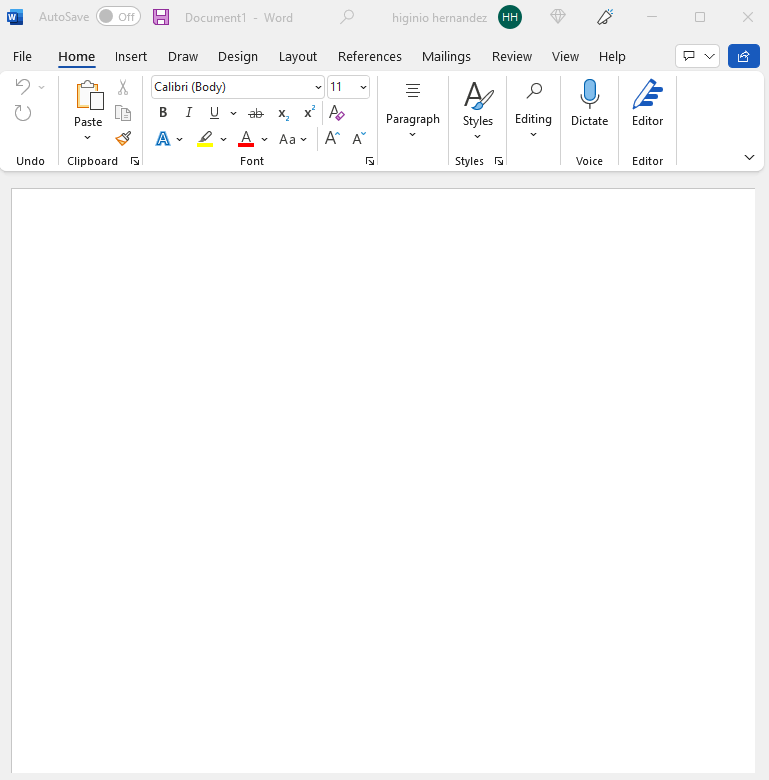 W AutoSave Off Document1 - Word higinio hernandez HH
File Home Insert Draw Design Layout References Mailings Review View Help
Calibri (Body) 11
B I U ab x2 x2 A
Paste Paragraph Styles Editing Dictate Editor
A A Aa A A
Undo Clipboard Font Styles Voice Editor